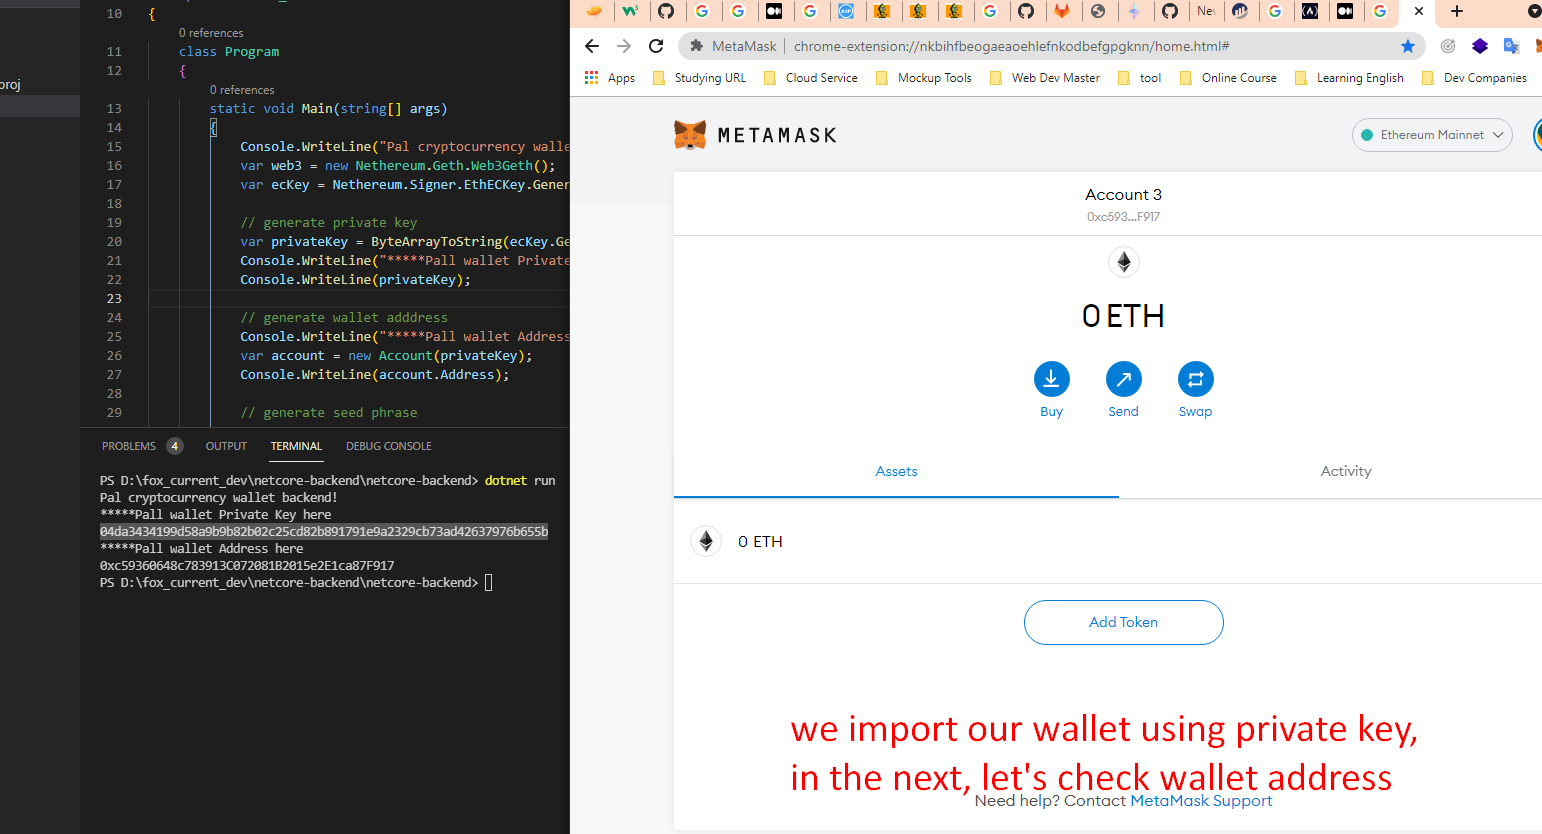 proj
10 {
0 references
11 class Program
12 {
0 references
13 static void Main(string[] args)
14 {
15 Console.WriteLine("Pal cryptocurrency walle
16 var web3 = new Nethereum.Geth.Web3Geth();
17 var ecKey = Nethereum.Signer.EthECKey.Gener
18
19 // generate private key
20 var privateKey = ByteArrayToString(ecKey.Ge
21 Console.WriteLine("*****Pall wallet Private
22 Console.WriteLine(privateKey);
23
24 // generate wallet adddress
25 Console.WriteLine("*****Pall wallet Address
26 var account = new Account(privateKey);
27 Console.WriteLine(account.Address);
28
29 // generate seed phrase
PROBLEMS 4 OUTPUT TERMINAL DEBUG CONSOLE
PS D:\fox_current_dev\netcore-backend\netcore-backend> dotnet run
Pal cryptocurrency wallet backend!
*****Pall wallet Private Key here
04da3434199d58a9b9b82b02c25cd82b891791e9a2329cb73ad42637976b655b
*****Pall wallet Address here
0xc59360648c783913C072081B2015e2E1ca87F917
PS D:\fox_current_dev\netcore-backend\netcore-backend>
MetaMask chrome-extension://nkbihfbeogaeaoehlefnkodbefgpgknn/home.html#
Apps Studying URL Cloud Service Mockup Tools Web Dev Master tool Online Course Learning English Dev Companies
METAMASK
Ethereum Mainnet
Account 3
0xc593...F917
0 ETH
Buy Send Swap
Assets Activity
0 ETH
Add Token
we import our wallet using private key,
in the next, let's check wallet address
Need help? Contact MetaMask Support